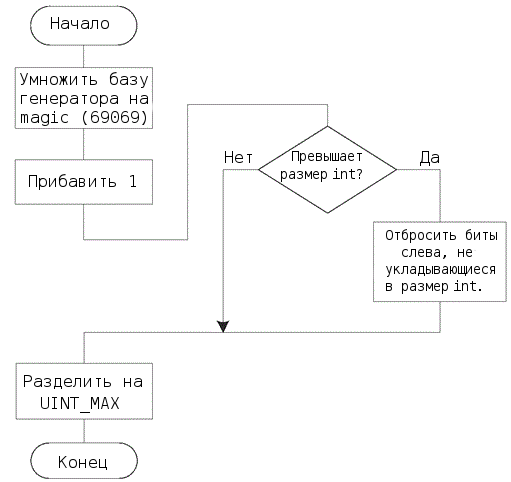 Начало
Умножить базу
генератора на
magic (69069)
Прибавить 1
Нет
Превышает
размер int?
Да
Отбросить биты
слева, не
укладывающиеся
в размер int.
Разделить на
UINT_MAX
Конец